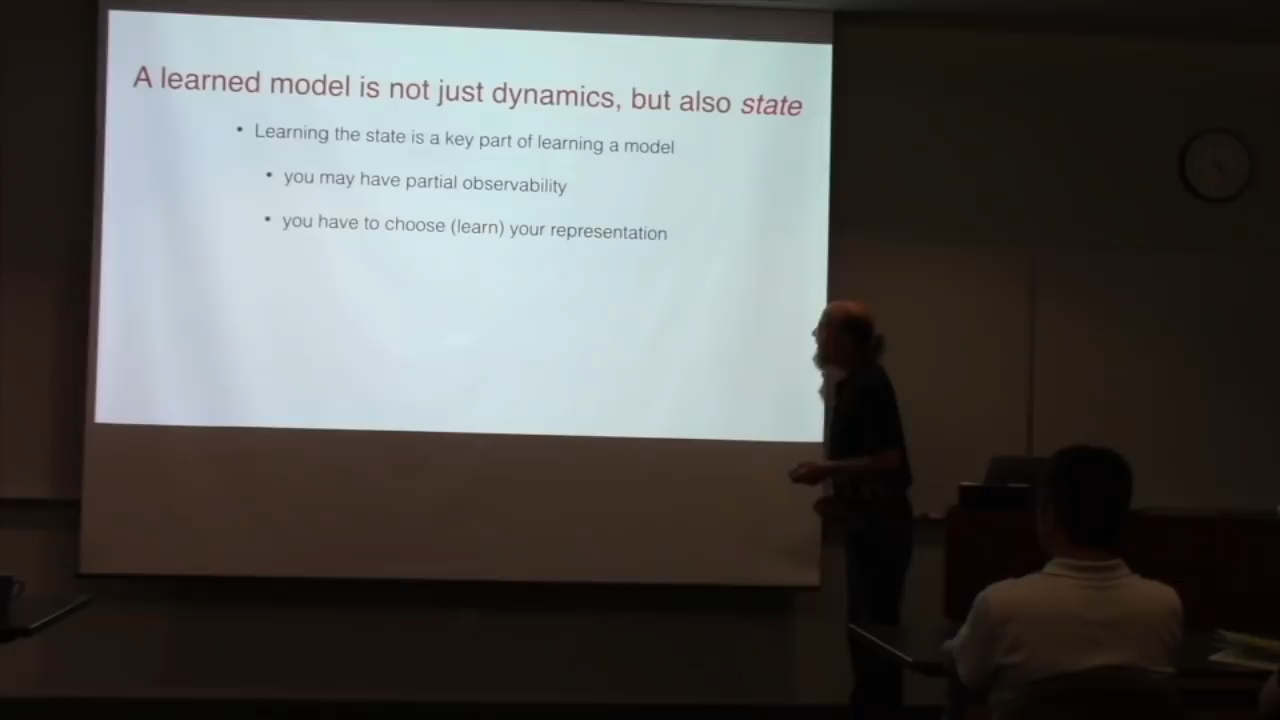 A learned model is not just dynamics, but also state
• Learning the state is a key part of learning a model
• you may have partial observability
• you have to choose (learn) your representation